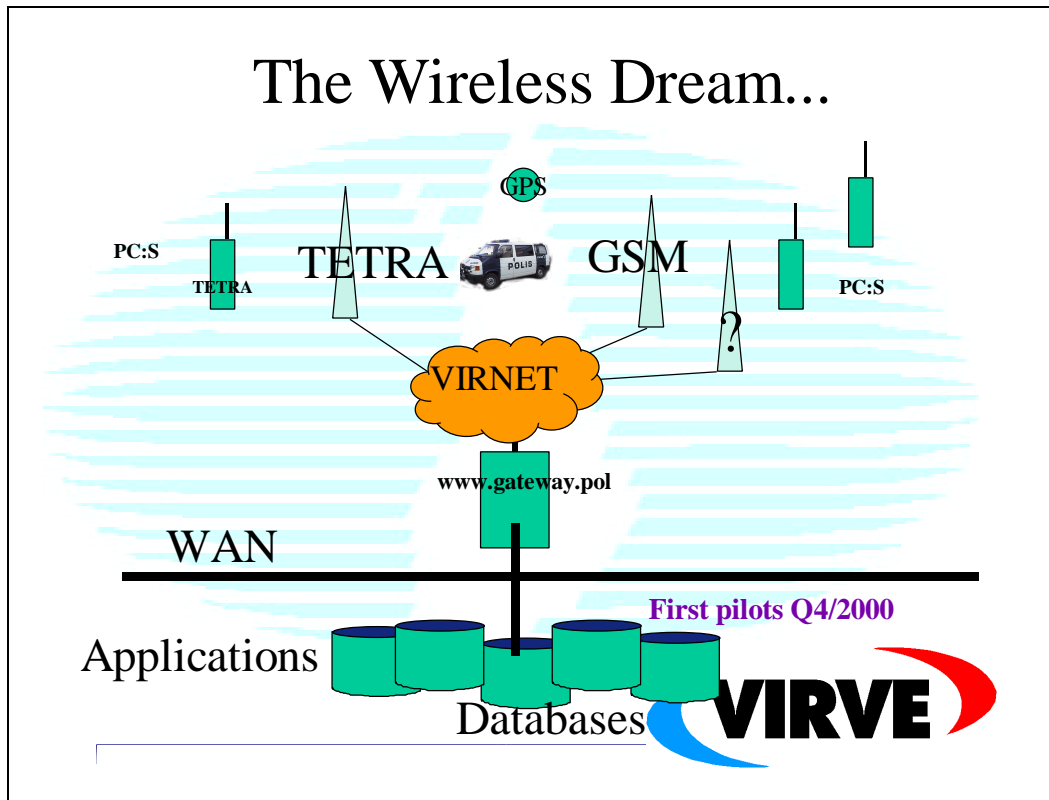 The Wireless Dream...
GPS
PC:S
TETRA
TETRA
POLIS
GSM
PC:S
?
VIRNET
www.gateway.pol
WAN
First pilots Q4/2000
Applications
Databases
VIRVE